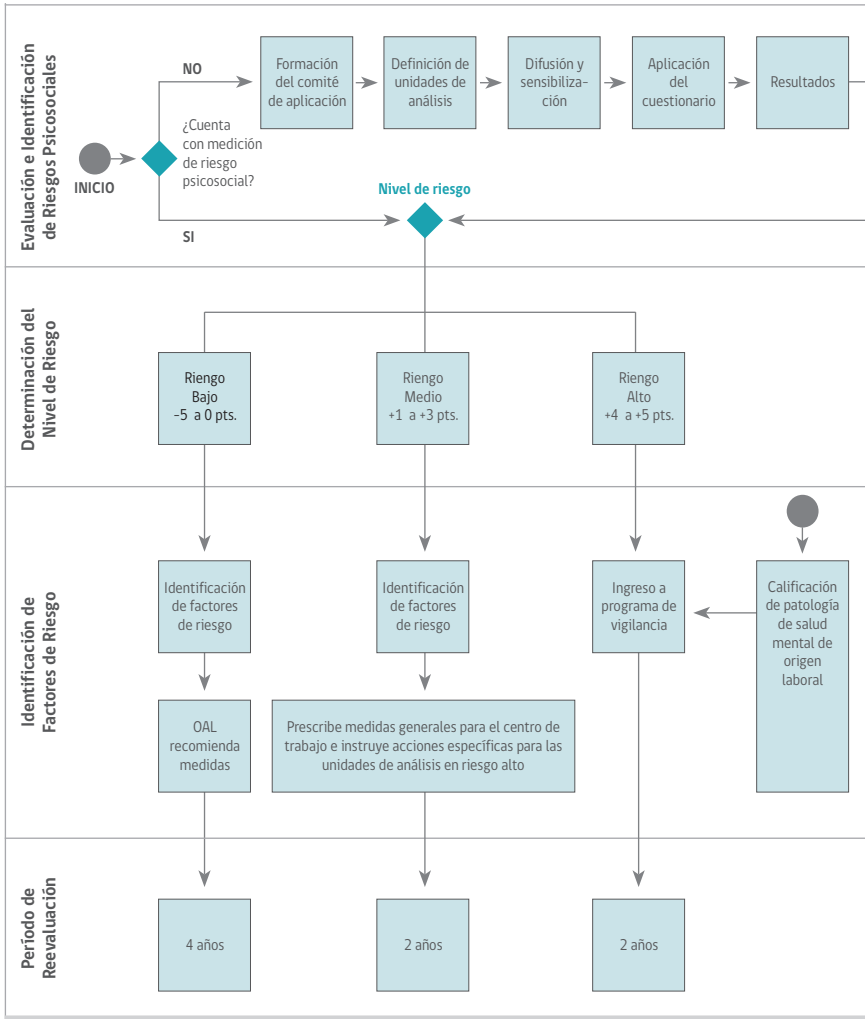 Evaluación e Identificación
de Riesgos Psicosociales
INICIO
¿Cuenta
con medición
de riesgo
psicosocial?
NO
SI
Formación
del comité
de aplicación
Definición de
unidades de
análisis
Difusión y
sensibiliza-
ción
Aplicación
del
cuestionario
Resultados
Nivel de riesgo
Determinación del
Nivel de Riesgo
Riengo
Bajo
-5 a 0 pts.
Riengo
Medio
+1 a +3 pts.
Riengo
Alto
+4 a +5 pts.
Identificación de
Factores de Riesgo
Identificación
de factores
de riesgo
Identificación
de factores
de riesgo
Ingreso a
programa de
vigilancia
Calificación
de patología
de salud
mental de
origen
laboral
OAL
recomienda
medidas
Prescribe medidas generales para el centro de
trabajo e instruye acciones específicas para las
unidades de análisis en riesgo alto
Período de
Reevaluación
4 años
2 años
2 años